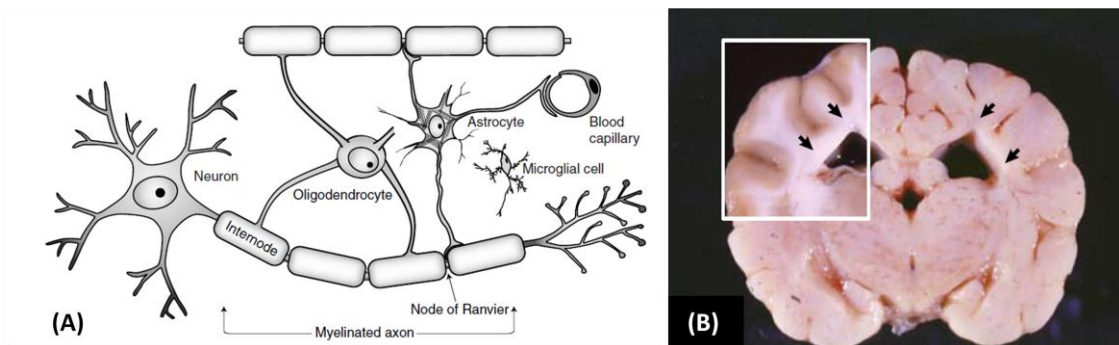 Neuron
Astrocyte
Blood
capillary
Microglial cell
Oligodendrocyte
Internode
Node of Ranvier
Myelinated axon
(A)
(B)